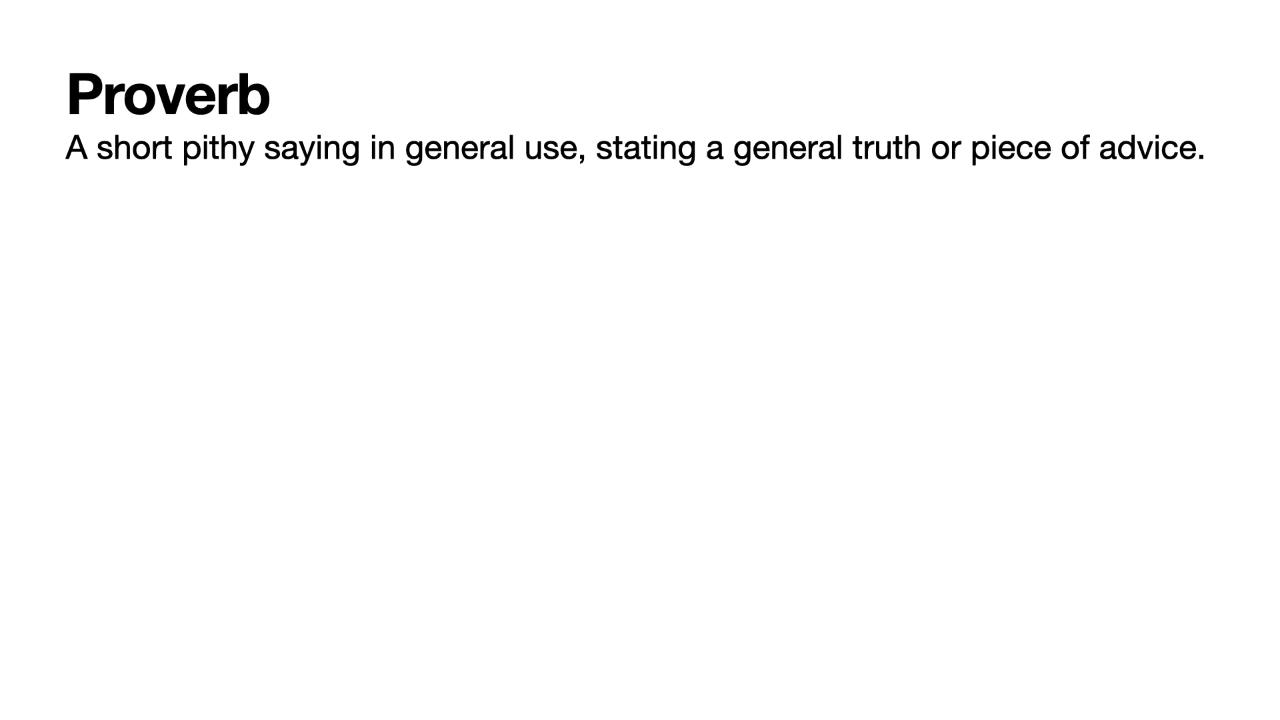 Proverb
A short pithy saying in general use, stating a general truth or piece of advice.